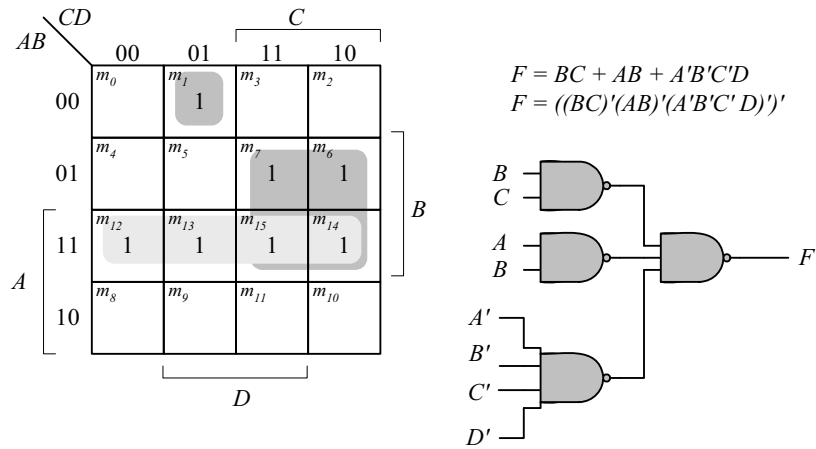 CD
C
AB
00 01 11 10
F = BC + AB + A'B'C'D
F = ((BC)'(AB)'(A'B'C' D)')'
00 m0 m1 1 m3 m2
01 m4 m5 m7 1 m6 1
B
11 m12 1 m13 1 m15 1 m14 1
A
10 m8 m9 m11 m10
D
B
C
A
B
F
A'
B'
C'
D'